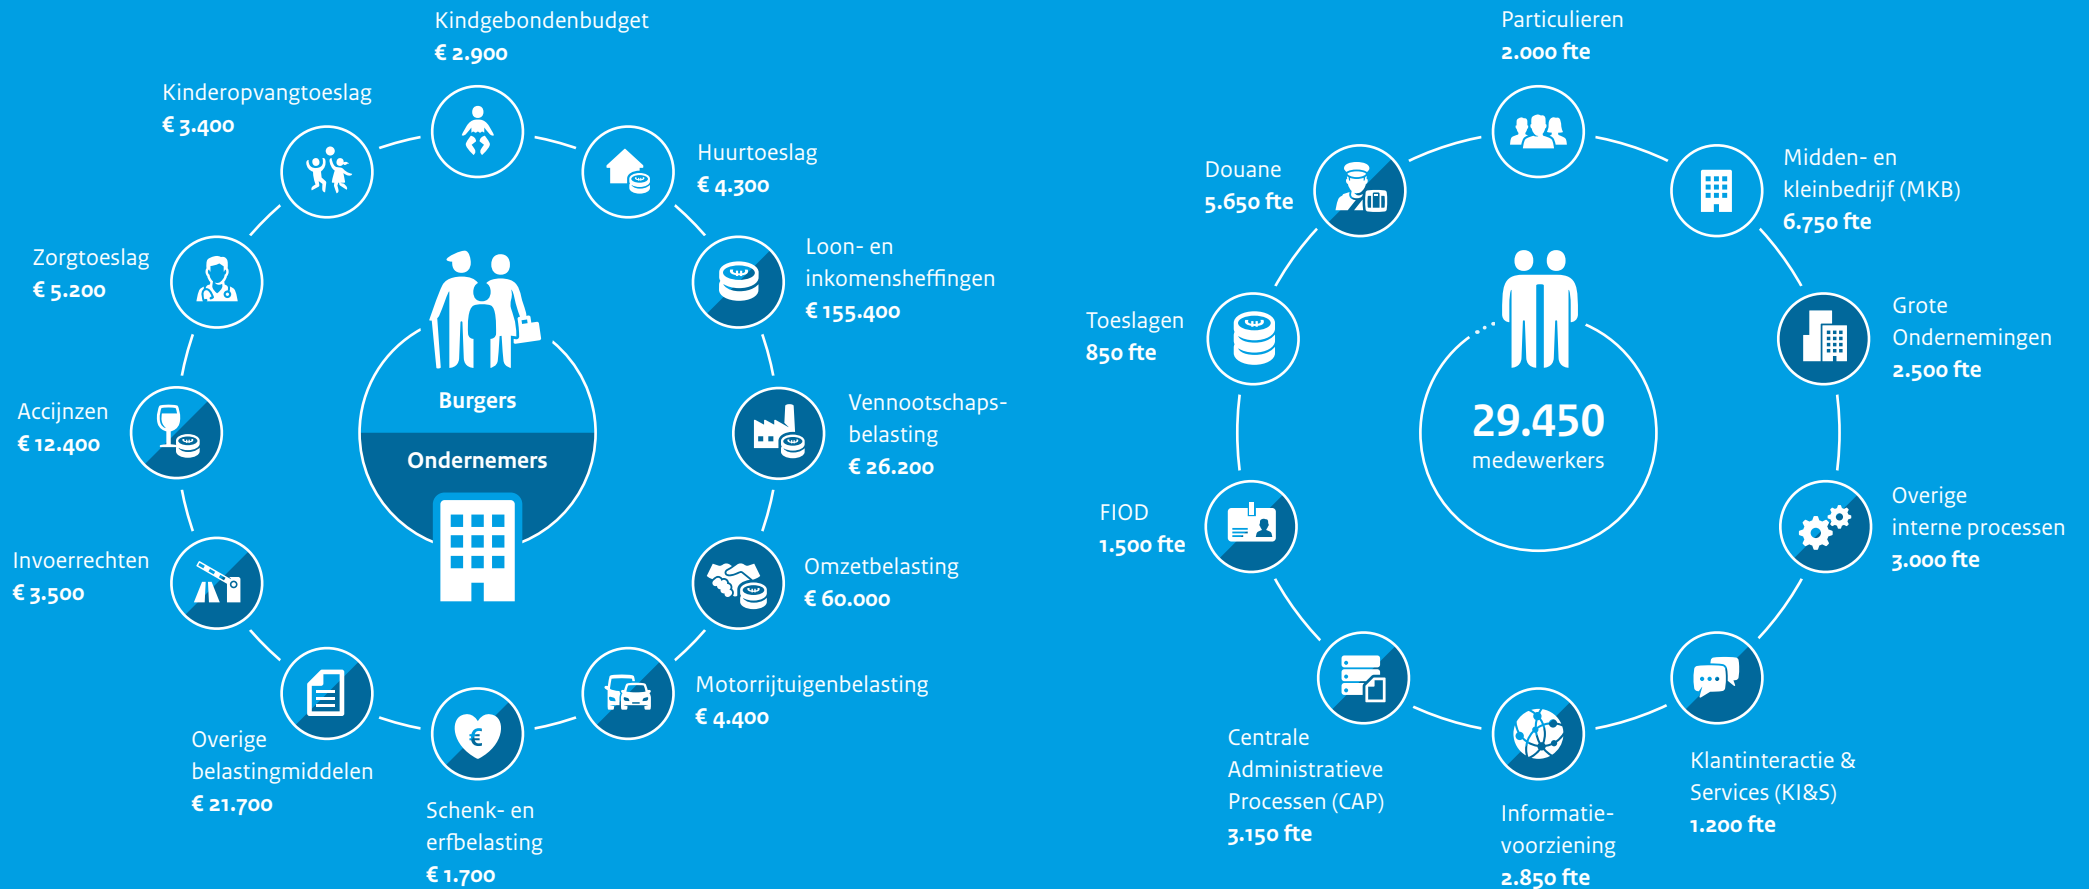 Kindgebondenbudget
€ 2.900
Kinderopvangtoeslag
€ 3.400
Huurtoeslag
€ 4.300
Zorgtoeslag
€ 5.200
Loon- en
inkomensheffingen
€ 155.400
Accijnzen
€ 12.400
Burgers
Ondernemers
Vennootschaps-
belasting
€ 26.200
Invoerrechten
€ 3.500
Omzetbelasting
€ 60.000
Overige
belastingmiddelen
€ 21.700
€
Schenk- en
erfbelasting
€ 1.700
Motorrijtuigenbelasting
€ 4.400
Particulieren
2.000 fte
Douane
5.650 fte
Midden- en
kleinbedrijf (MKB)
6.750 fte
Toeslagen
850 fte
Grote
Ondernemingen
2.500 fte
29.450
medewerkers
FIOD
1.500 fte
Overige
interne processen
3.000 fte
Centrale
Administratieve
Processen (CAP)
3.150 fte
Informatie-
voorziening
2.850 fte
Klantinteractie &
Services (KI&S)
1.200 fte